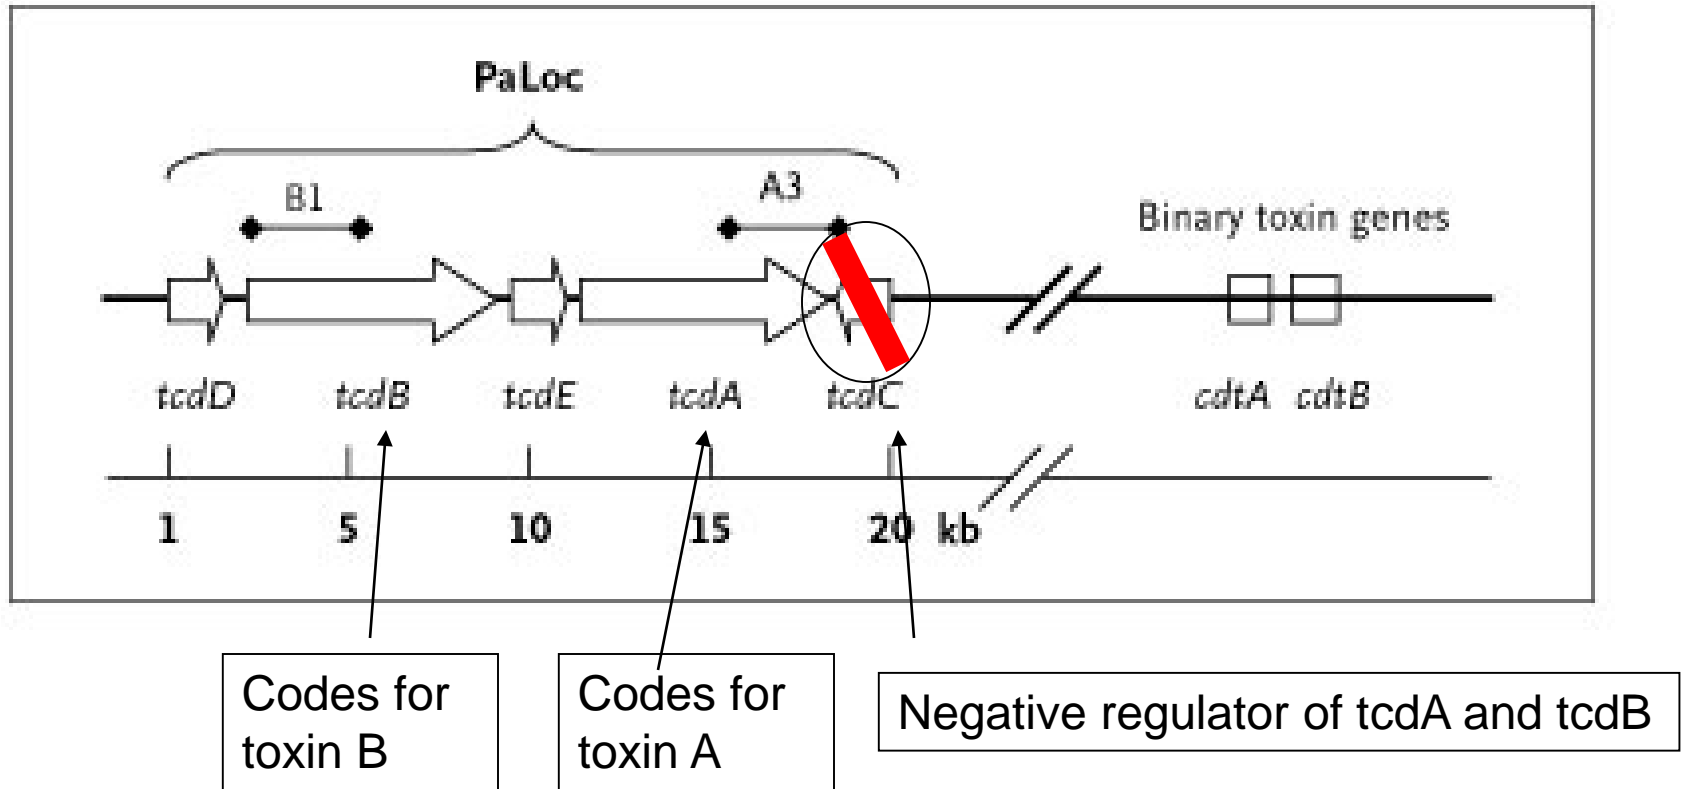 PaLoc
B1
A3
Binary toxin genes
tcdD tcdB tcdE tcdA tcdC cdtA cdtB
1 5 10 15 20 kb
Codes for
toxin B
Codes for
toxin A
Negative regulator of tcdA and tcdB